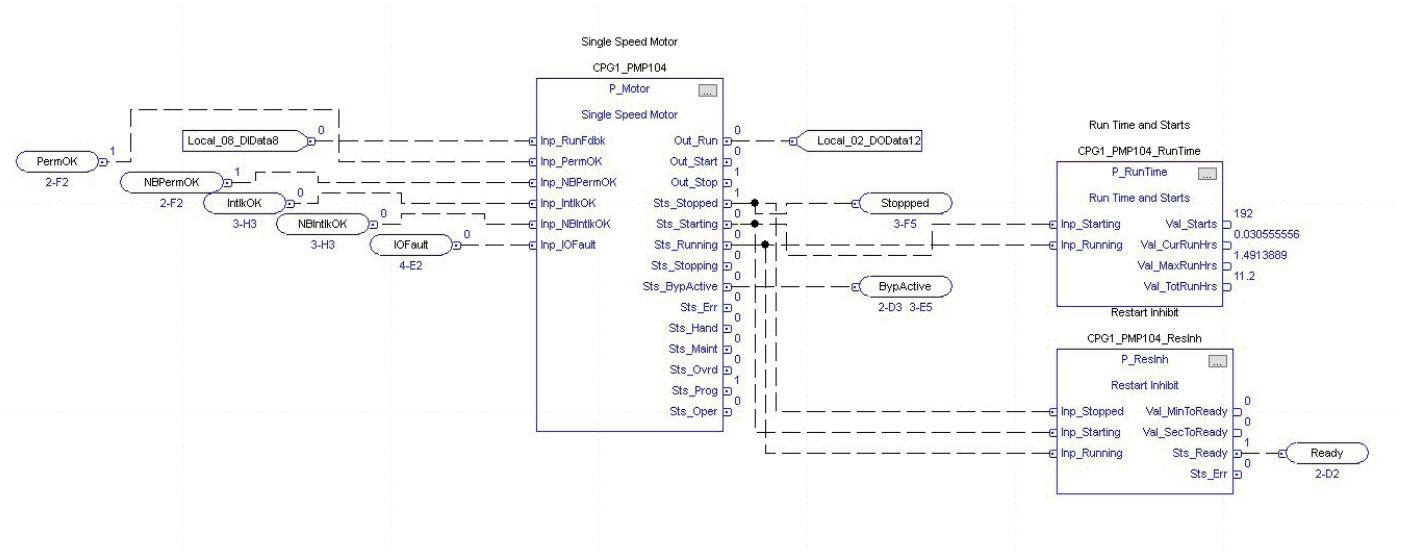 Single Speed Motor
CPG1_PMP104
P_Motor
...
Single Speed Motor
PermOK
1
2-F2
Local_08_DIData8
0
NBPermOK
1
2-F2
IntlkOK
0
3-H3
NBIntlkOK
0
3-H3
IOFault
0
4-E2
Inp_RunFdbk
Inp_PermOK
Inp_NBPermOK
Inp_IntlkOK
Inp_NBIntlkOK
Inp_IOFault
Out_Run 0
Out_Start 0
Out_Stop 1
Sts_Stopped 1
Sts_Starting 0
Sts_Running 0
Sts_Stopping 0
Sts_BypActive 0
Sts_Err 0
Sts_Hand 0
Sts_Maint 0
Sts_Ovrd 0
Sts_Prog 1
Sts_Oper 0
Local_02_DOData12
Stoppped
3-F5
BypActive
2-D3 3-E5
Run Time and Starts
CPG1_PMP104_RunTime
P_RunTime
...
Run Time and Starts
Inp_Starting
Inp_Running
Val_Starts 192
Val_CurRunHrs 0.030555556
Val_MaxRunHrs 1.4913889
Val_TotRunHrs 11.2
Restart Inhibit
CPG1_PMP104_ResInh
P_ResInh
...
Restart Inhibit
Inp_Stopped
Inp_Starting
Inp_Running
Val_MinToReady 0
Val_SecToReady 0
Sts_Ready 1
Sts_Err 0
Ready
2-D2